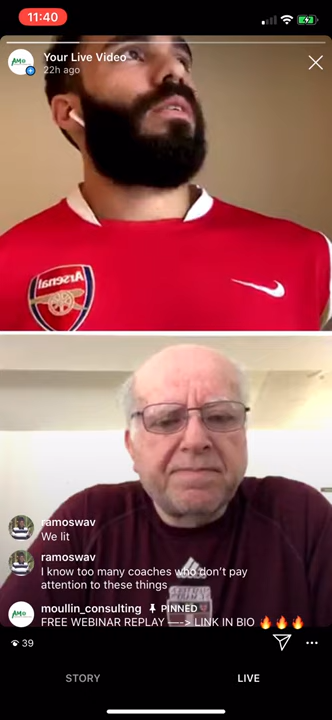 11:40
Your Live Video
22h ago
Arsenal
ramoswav
We lit
ramoswav
I know too many coaches who don't pay
attention to these things
moullin_consulting PINNED
FREE WEBINAR REPLAY —-> LINK IN BIO 🔥🔥🔥
39
STORY
LIVE